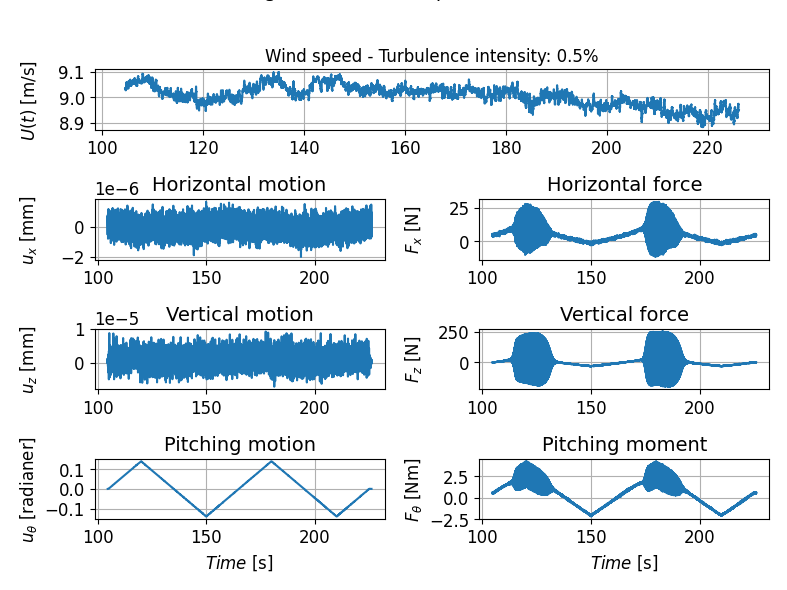 Wind speed - Turbulence intensity: 0.5%
U(t) [m/s]
9.1
9.0
8.9
100 120 140 160 180 200 220
1e−6 Horizontal motion
u_x [mm]
0
−2
100 150 200
Horizontal force
F_x [N]
25
0
100 150 200
1e−5 Vertical motion
u_z [mm]
1
0
100 150 200
Vertical force
F_z [N]
250
0
100 150 200
Pitching motion
u_θ [radianer]
0.1
0.0
−0.1
100 150 200
Time [s]
Pitching moment
F_θ [Nm]
2.5
0.0
−2.5
100 150 200
Time [s]